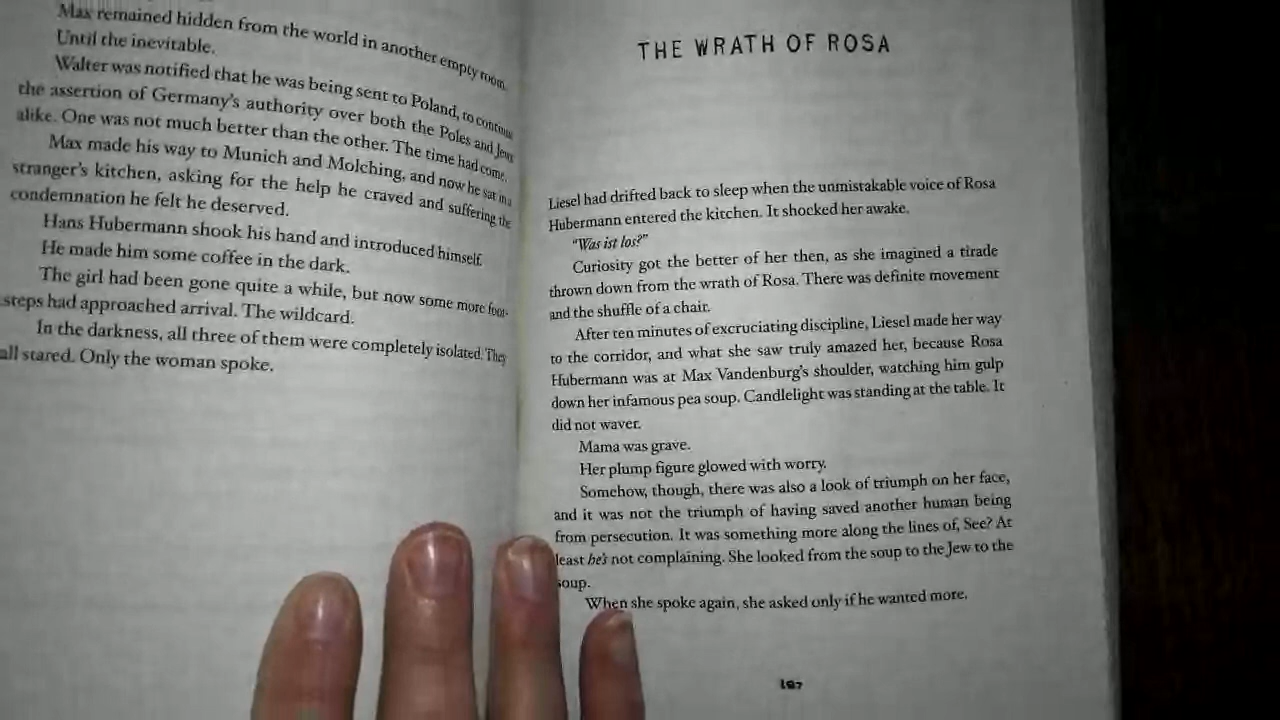 Max remained hidden from the world in another empty room.
Until the inevitable.
Walter was notified that he was being sent to Poland, to continue
the assertion of Germany's authority over both the Poles and Jews
alike. One was not much better than the other. The time had come.
Max made his way to Munich and Molching, and now he sat in a
stranger's kitchen, asking for the help he craved and suffering the
condemnation he felt he deserved.
Hans Hubermann shook his hand and introduced himself.
He made him some coffee in the dark.
The girl had been gone quite a while, but now some more foot-
steps had approached arrival. The wildcard.
In the darkness, all three of them were completely isolated. They
all stared. Only the woman spoke.
THE WRATH OF ROSA
Liesel had drifted back to sleep when the unmistakable voice of Rosa
Hubermann entered the kitchen. It shocked her awake.
"Was ist los?"
Curiosity got the better of her then, as she imagined a tirade
thrown down from the wrath of Rosa. There was definite movement
and the shuffle of a chair.
After ten minutes of excruciating discipline, Liesel made her way
to the corridor, and what she saw truly amazed her, because Rosa
Hubermann was at Max Vandenburg's shoulder, watching him gulp
down her infamous pea soup. Candlelight was standing at the table. It
did not waver.
Mama was grave.
Her plump figure glowed with worry.
Somehow, though, there was also a look of triumph on her face,
and it was not the triumph of having saved another human being
from persecution. It was something more along the lines of, See? At
least he's not complaining. She looked from the soup to the Jew to the
soup.
When she spoke again, she asked only if he wanted more.
187